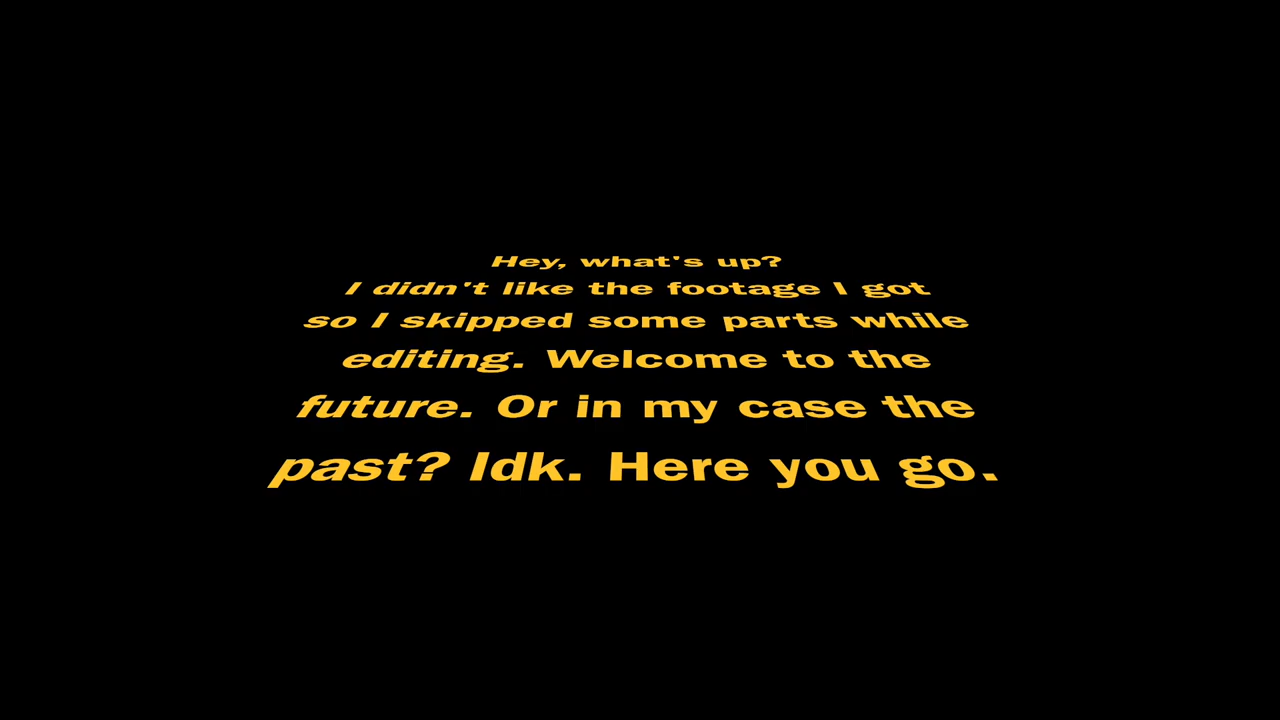 Hey, what's up?
I didn't like the footage I got
so I skipped some parts while
editing. Welcome to the
future. Or in my case the
past? Idk. Here you go.